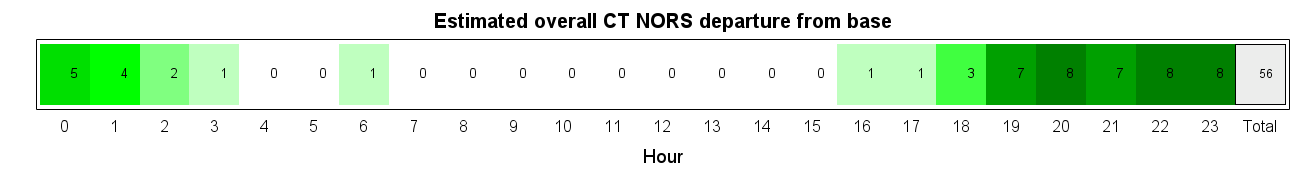 Estimated overall CT NORS departure from base
5 4 2 1 0 0 1 0 0 0 0 0 0 0 0 0 1 1 3 7 8 7 8 8 56
0 1 2 3 4 5 6 7 8 9 10 11 12 13 14 15 16 17 18 19 20 21 22 23 Total
Hour